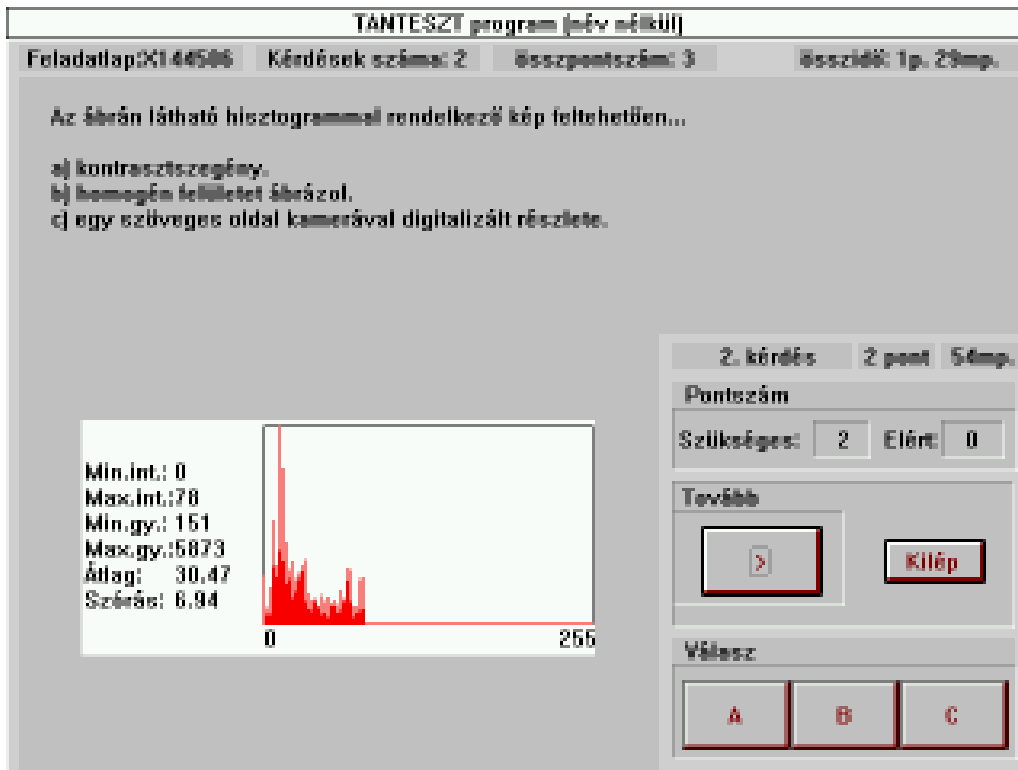 TANTESZT program (név nélkül)
Feladatlap:X144506 Kérdések száma: 2 összpontszám: 3 összidő: 1p. 29mp.
Az ábrán látható hisztogrammal rendelkező kép feltehetően...
a) kontrasztszegény.
b) homogén felületet ábrázol.
c) egy szöveges oldal kamerával digitalizált részlete.
2. kérdés 2 pont 54mp.
Pontszám
Szükséges: 2 Elért: 0
Min.int.: 0
Max.int.:78
Min.gy.: 151
Max.gy.:5873
Átlag: 30.47
Szórás: 6.94
0 255
Tovább
>
Kilép
Válasz
A B C